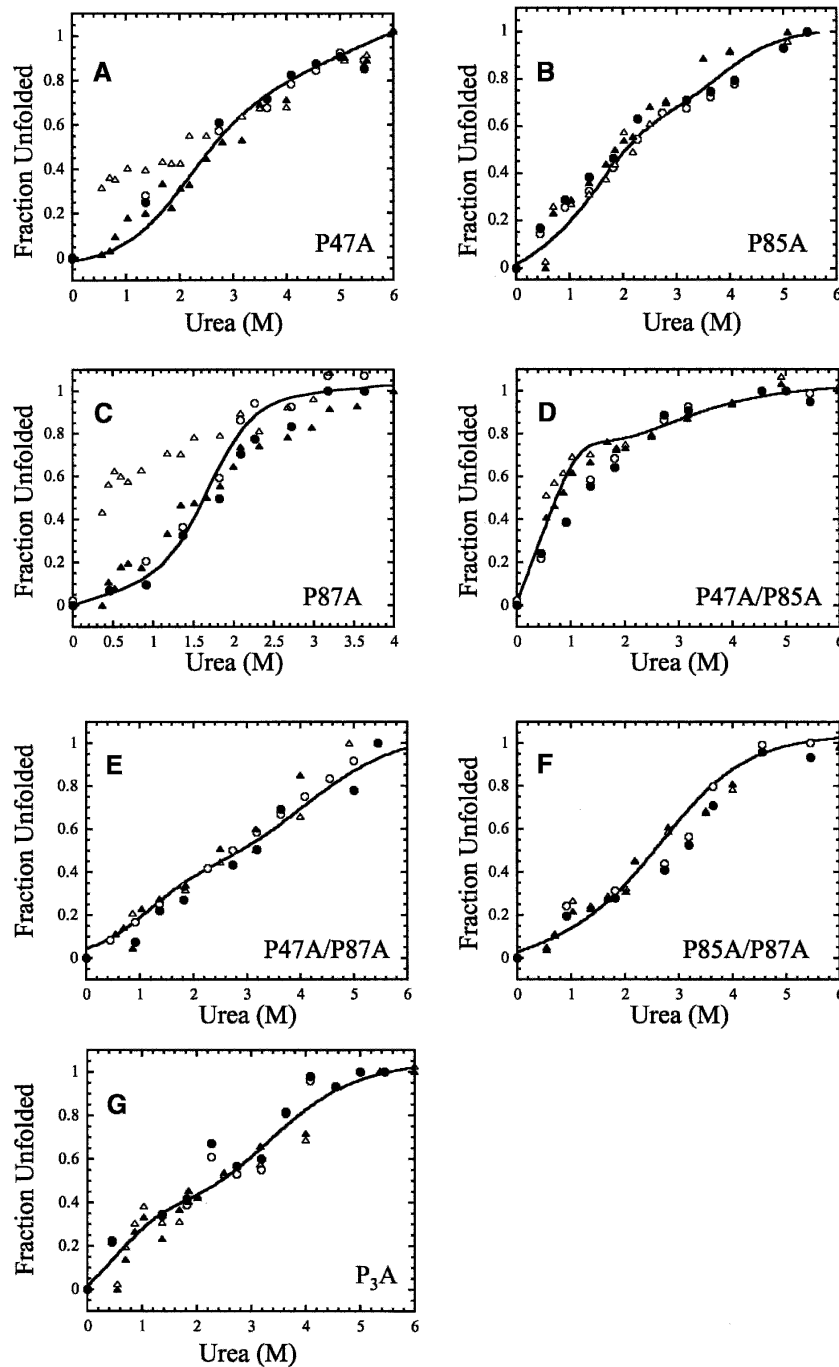 A
P47A
Fraction Unfolded
0
0.2
0.4
0.6
0.8
1
0 1 2 3 4 5 6
Urea (M)
B
P85A
Fraction Unfolded
0
0.2
0.4
0.6
0.8
1
0 1 2 3 4 5 6
Urea (M)
C
P87A
Fraction Unfolded
0
0.2
0.4
0.6
0.8
1
0 0.5 1 1.5 2 2.5 3 3.5 4
Urea (M)
D
P47A/P85A
Fraction Unfolded
0
0.2
0.4
0.6
0.8
1
0 1 2 3 4 5 6
Urea (M)
E
P47A/P87A
Fraction Unfolded
0
0.2
0.4
0.6
0.8
1
0 1 2 3 4 5 6
Urea (M)
F
P85A/P87A
Fraction Unfolded
0
0.2
0.4
0.6
0.8
1
0 1 2 3 4 5 6
Urea (M)
G
P₃A
Fraction Unfolded
0
0.2
0.4
0.6
0.8
1
0 1 2 3 4 5 6
Urea (M)